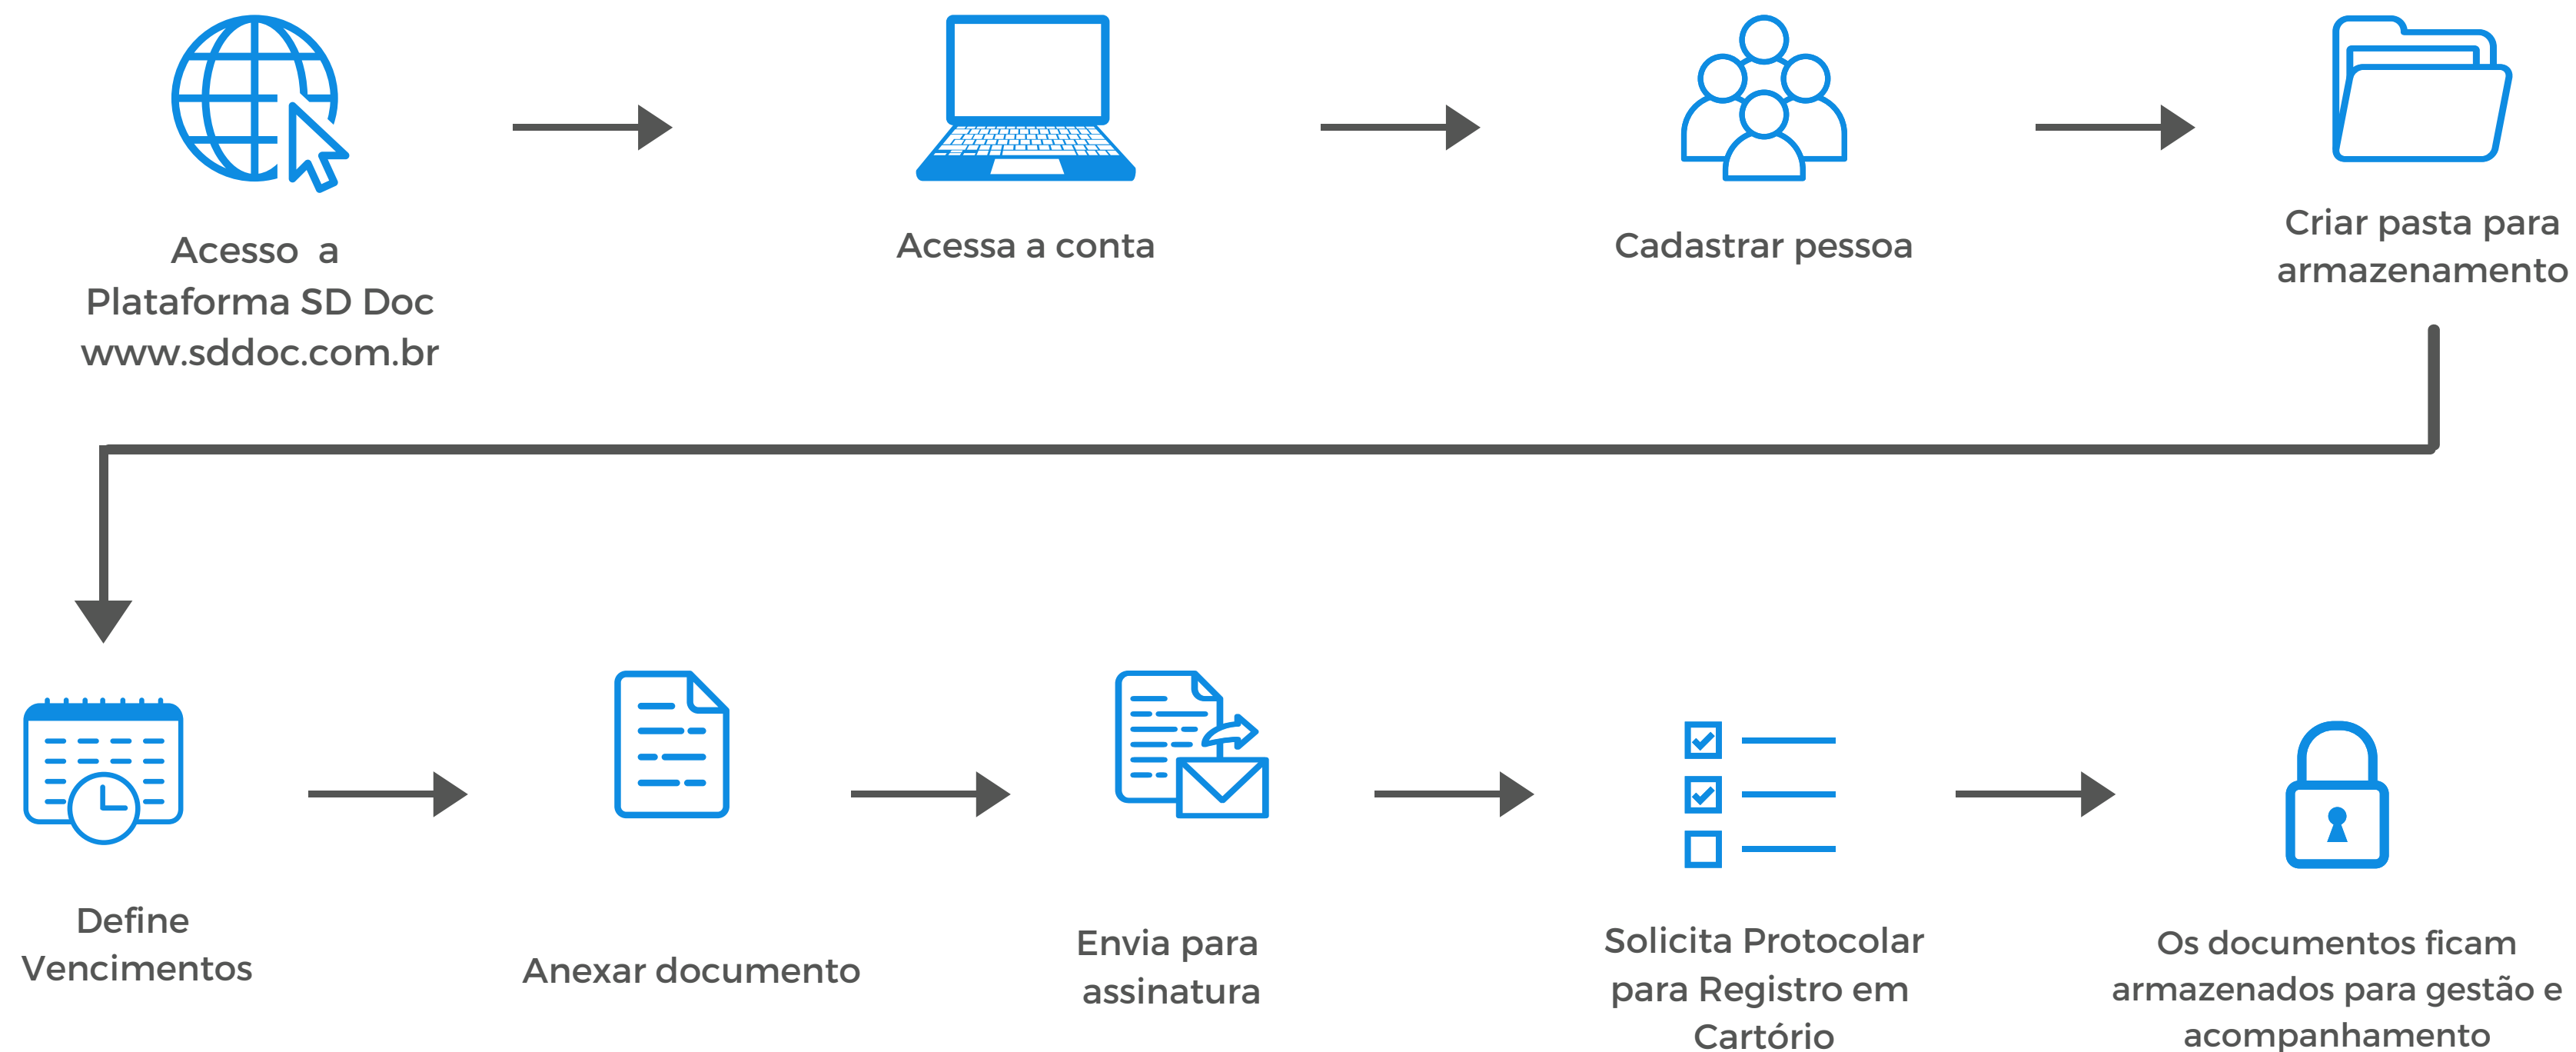 Acesso a
Plataforma SD Doc
www.sddoc.com.br
Acessa a conta
Cadastrar pessoa
Criar pasta para
armazenamento
Define
Vencimentos
Anexar documento
Envia para
assinatura
Solicita Protocolar
para Registro em
Cartório
Os documentos ficam
armazenados para gestão e
acompanhamento